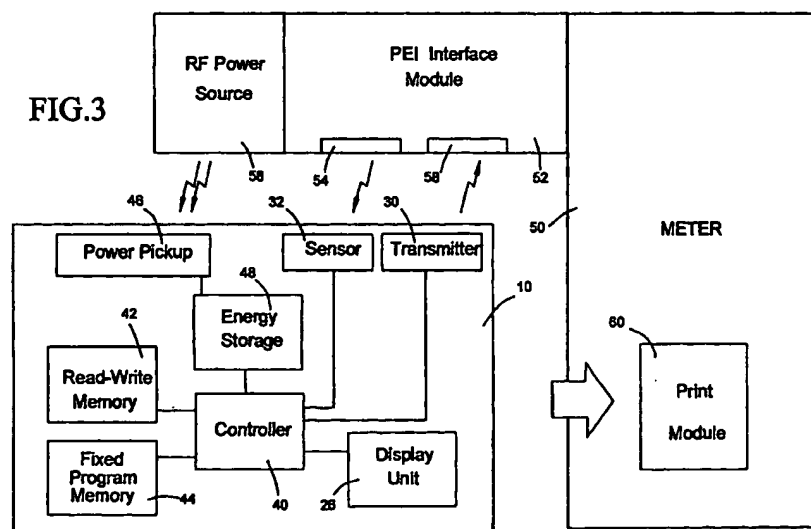 FIG.3
RF Power
Source
PEI Interface
Module
58
54
58
52
50
METER
46
32
30
Power Pickup
Sensor
Transmitter
10
48
42
Energy
Storage
60
Read-Write
Memory
Controller
Print
Module
Fixed
Program
Memory
Display
Unit
44
40
26